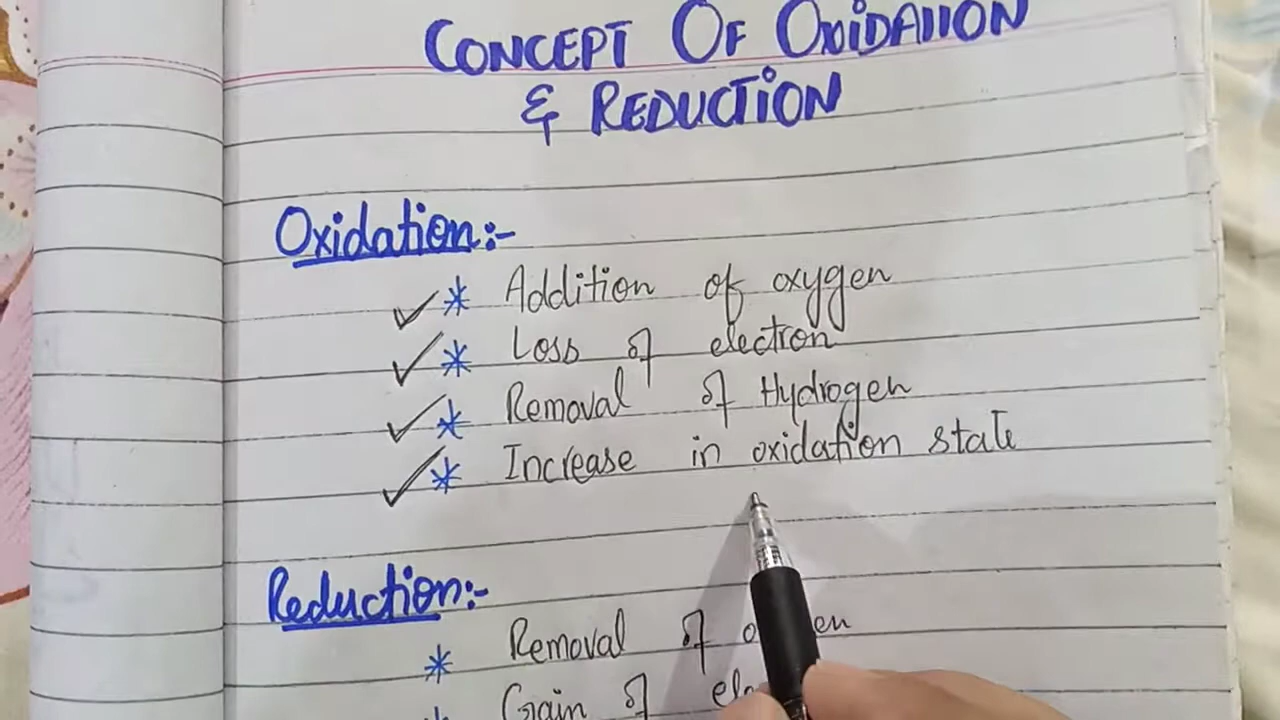 CONCEPT OF OXIDATION
& REDUCTION
Oxidation:-
✓ * Addition of oxygen
✓ * Loss of electron
✓ * Removal of Hydrogen
✓ * Increase in oxidation state
Reduction:-
* Removal of
* Gain of